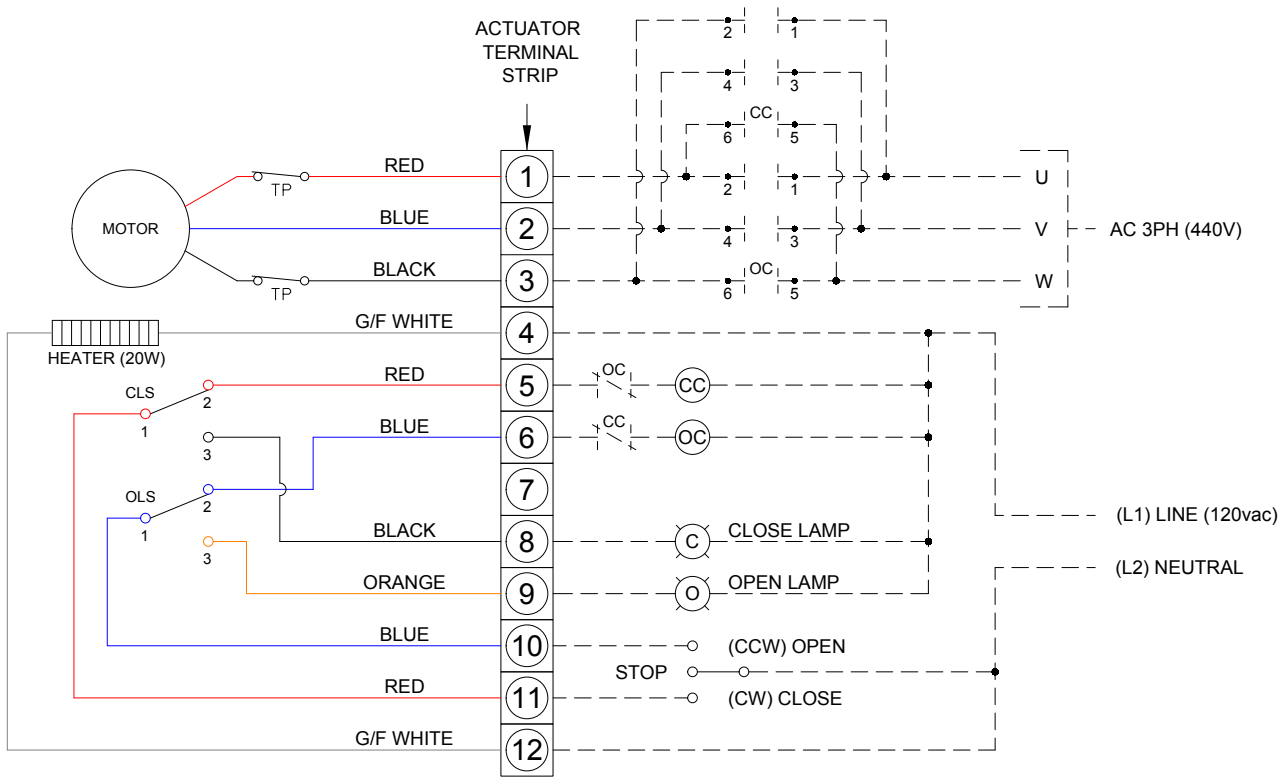 ACTUATOR
TERMINAL
STRIP
2 1
4 3
CC
6 5
RED
TP
1
2 1
U
MOTOR
BLUE
2
4 3
V
AC 3PH (440V)
BLACK
TP
3
OC
6 5
W
G/F WHITE
4
HEATER (20W)
RED
5
OC
CC
CLS
1
2
3
BLUE
6
CC
OC
7
OLS
1
2
3
(L1) LINE (120vac)
BLACK
8
C
CLOSE LAMP
(L2) NEUTRAL
ORANGE
9
O
OPEN LAMP
BLUE
10
(CCW) OPEN
STOP
RED
11
(CW) CLOSE
G/F WHITE
12